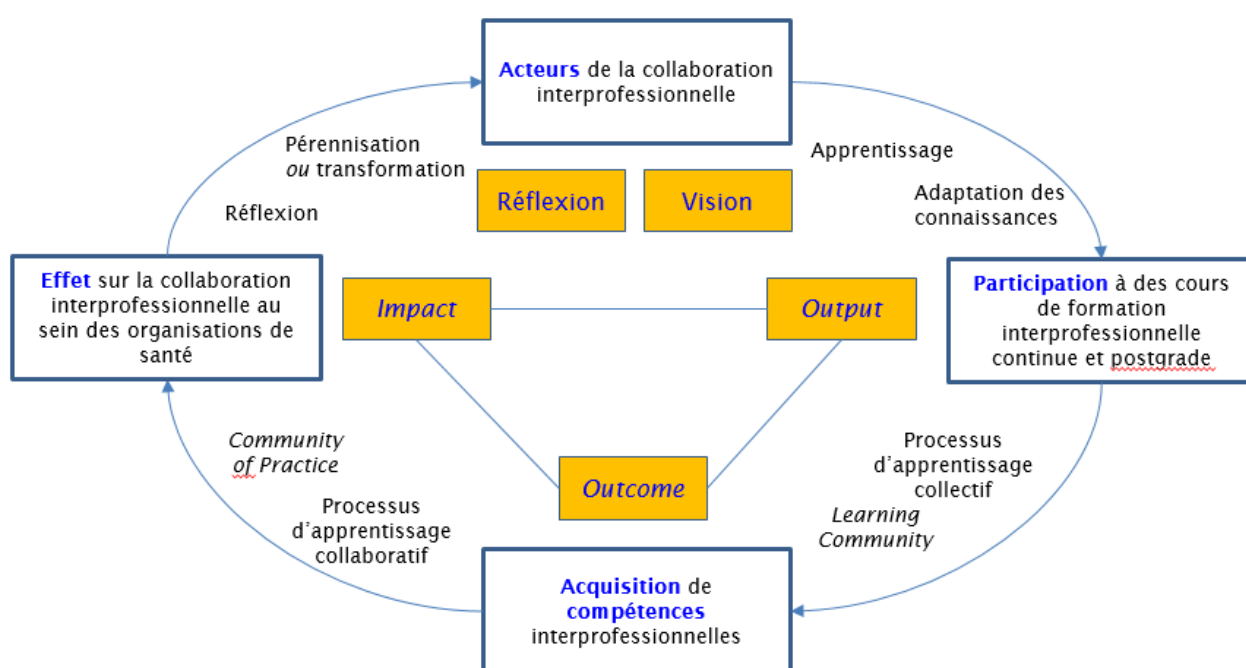 Acteurs de la collaboration
interprofessionnelle
Pérennisation
ou transformation
Réflexion
Apprentissage
Adaptation des
connaissances
Réflexion
Vision
Effet sur la collaboration
interprofessionnelle au
sein des organisations de
santé
Impact
Output
Participation à des cours
de formation
interprofessionnelle
continue et postgrade
Outcome
Community
of Practice
Processus
d'apprentissage
collaboratif
Processus
d'apprentissage
collectif
Learning
Community
Acquisition de
compétences
interprofessionnelles